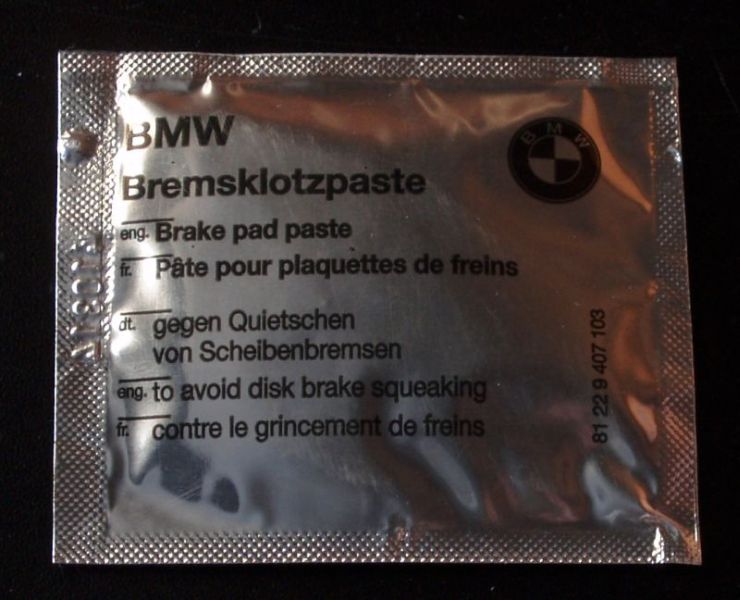 BMW
BMW
Bremsklotzpaste
eng. Brake pad paste
fr. Pâte pour plaquettes de freins
dt. gegen Quietschen
von Scheibenbremsen
eng. to avoid disk brake squeaking
fr. contre le grincement de freins
81 22 9 407 103